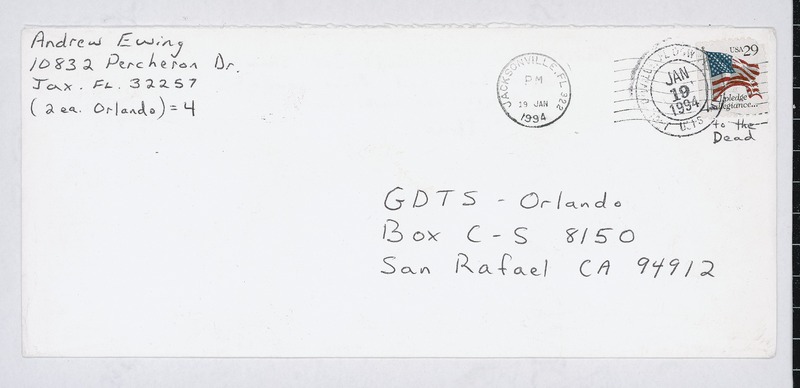 Andrew Ewing
10832 Percheron Dr.
Jax. FL. 32257
(2 ea. Orlando) = 4
JACKSONVILLE, FL 322
PM
19 JAN
1994
JAN
19
1994
USPS
USA 29
I pledge
allegiance...
to the
Dead
GDTS - Orlando
Box C-S 8150
San Rafael CA 94912